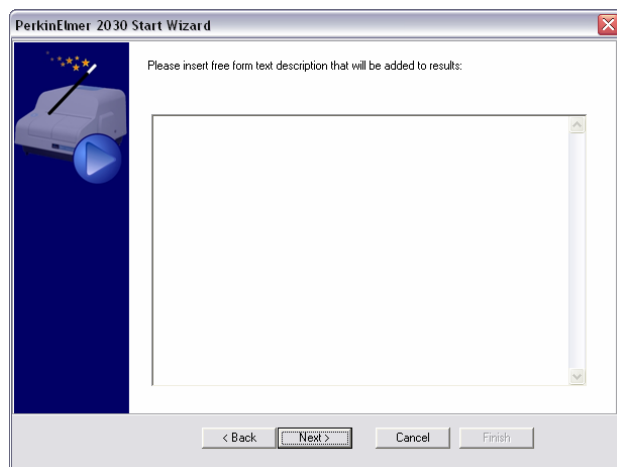 PerkinElmer 2030 Start Wizard
Please insert free form text description that will be added to results:
< Back Next > Cancel Finish